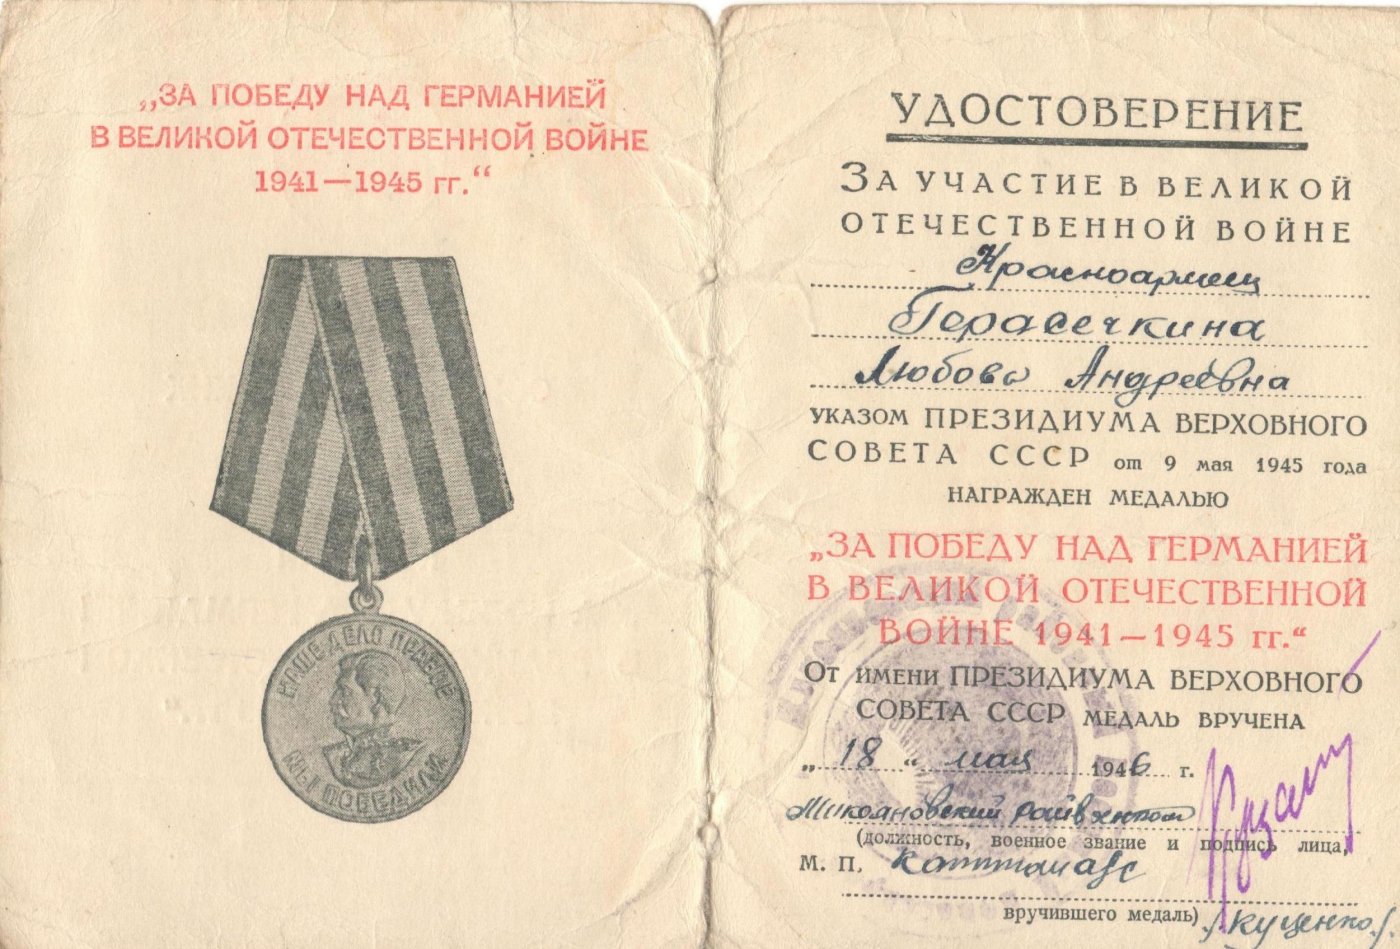 „ЗА ПОБЕДУ НАД ГЕРМАНИЕЙ
В ВЕЛИКОЙ ОТЕЧЕСТВЕННОЙ ВОЙНЕ
1941—1945 гг.“
НАШЕ ДЕЛО ПРАВОЕ
МЫ ПОБЕДИЛИ
УДОСТОВЕРЕНИЕ
ЗА УЧАСТИЕ В ВЕЛИКОЙ
ОТЕЧЕСТВЕННОЙ ВОЙНЕ
Красноармеец
Герасечкина
Любовь Андреевна
УКАЗОМ ПРЕЗИДИУМА ВЕРХОВНОГО
СОВЕТА СССР от 9 мая 1945 года
НАГРАЖДЕН МЕДАЛЬЮ
„ЗА ПОБЕДУ НАД ГЕРМАНИЕЙ
В ВЕЛИКОЙ ОТЕЧЕСТВЕННОЙ
ВОЙНЕ 1941—1945 гг.“
ОТ ИМЕНИ ПРЕЗИДИУМА ВЕРХОВНОГО
СОВЕТА СССР МЕДАЛЬ ВРУЧЕНА
„18“ мая 1946 г.
Микояновский райвоенком
(должность, военное звание и подпись лица,
М. П.
вручившего медаль) /Куценко/